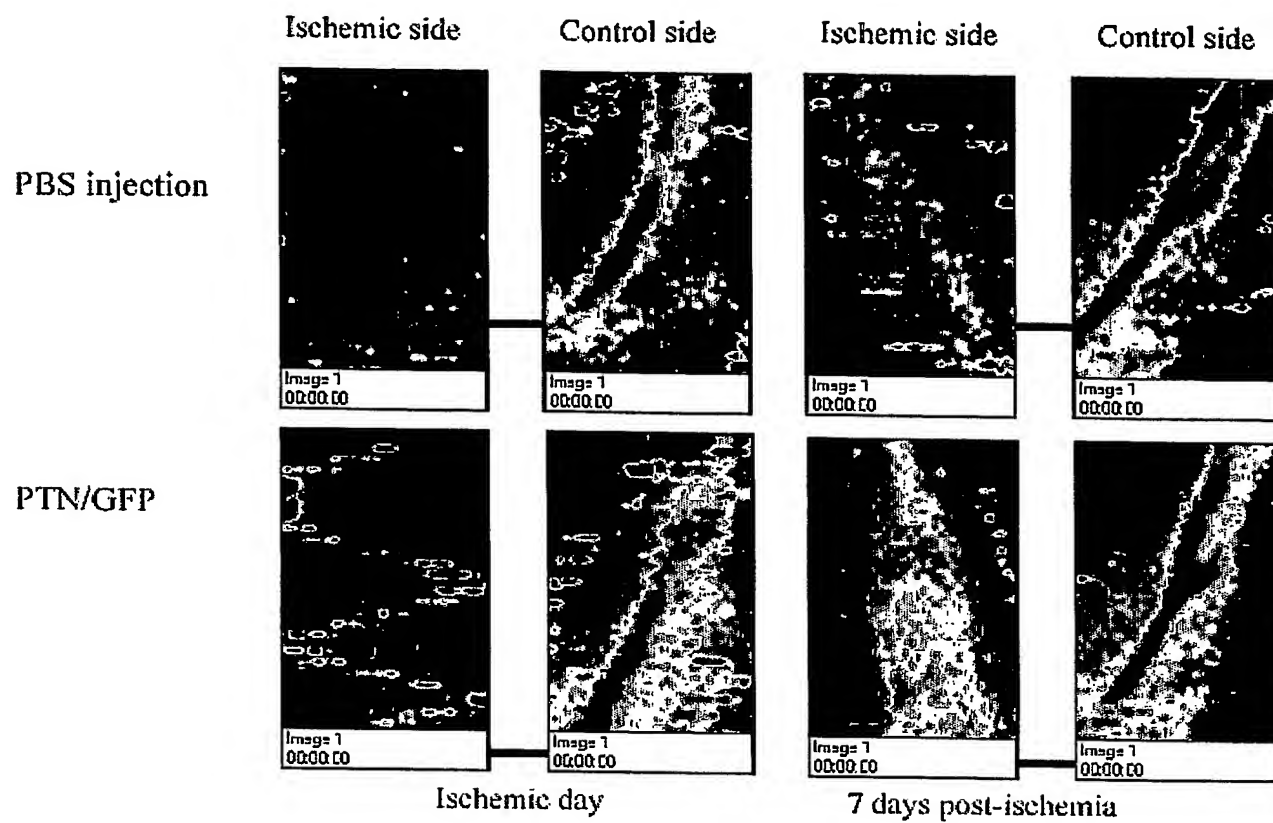 Ischemic side Control side Ischemic side Control side
PBS injection
Image 1 Image 1 Image 1 Image 1
00:00:00 00:00:00 00:00:00 00:00:00
PTN/GFP
Image 1 Image 1 Image 1 Image 1
00:00:00 00:00:00 00:00:00 00:00:00
Ischemic day 7 days post-ischemia